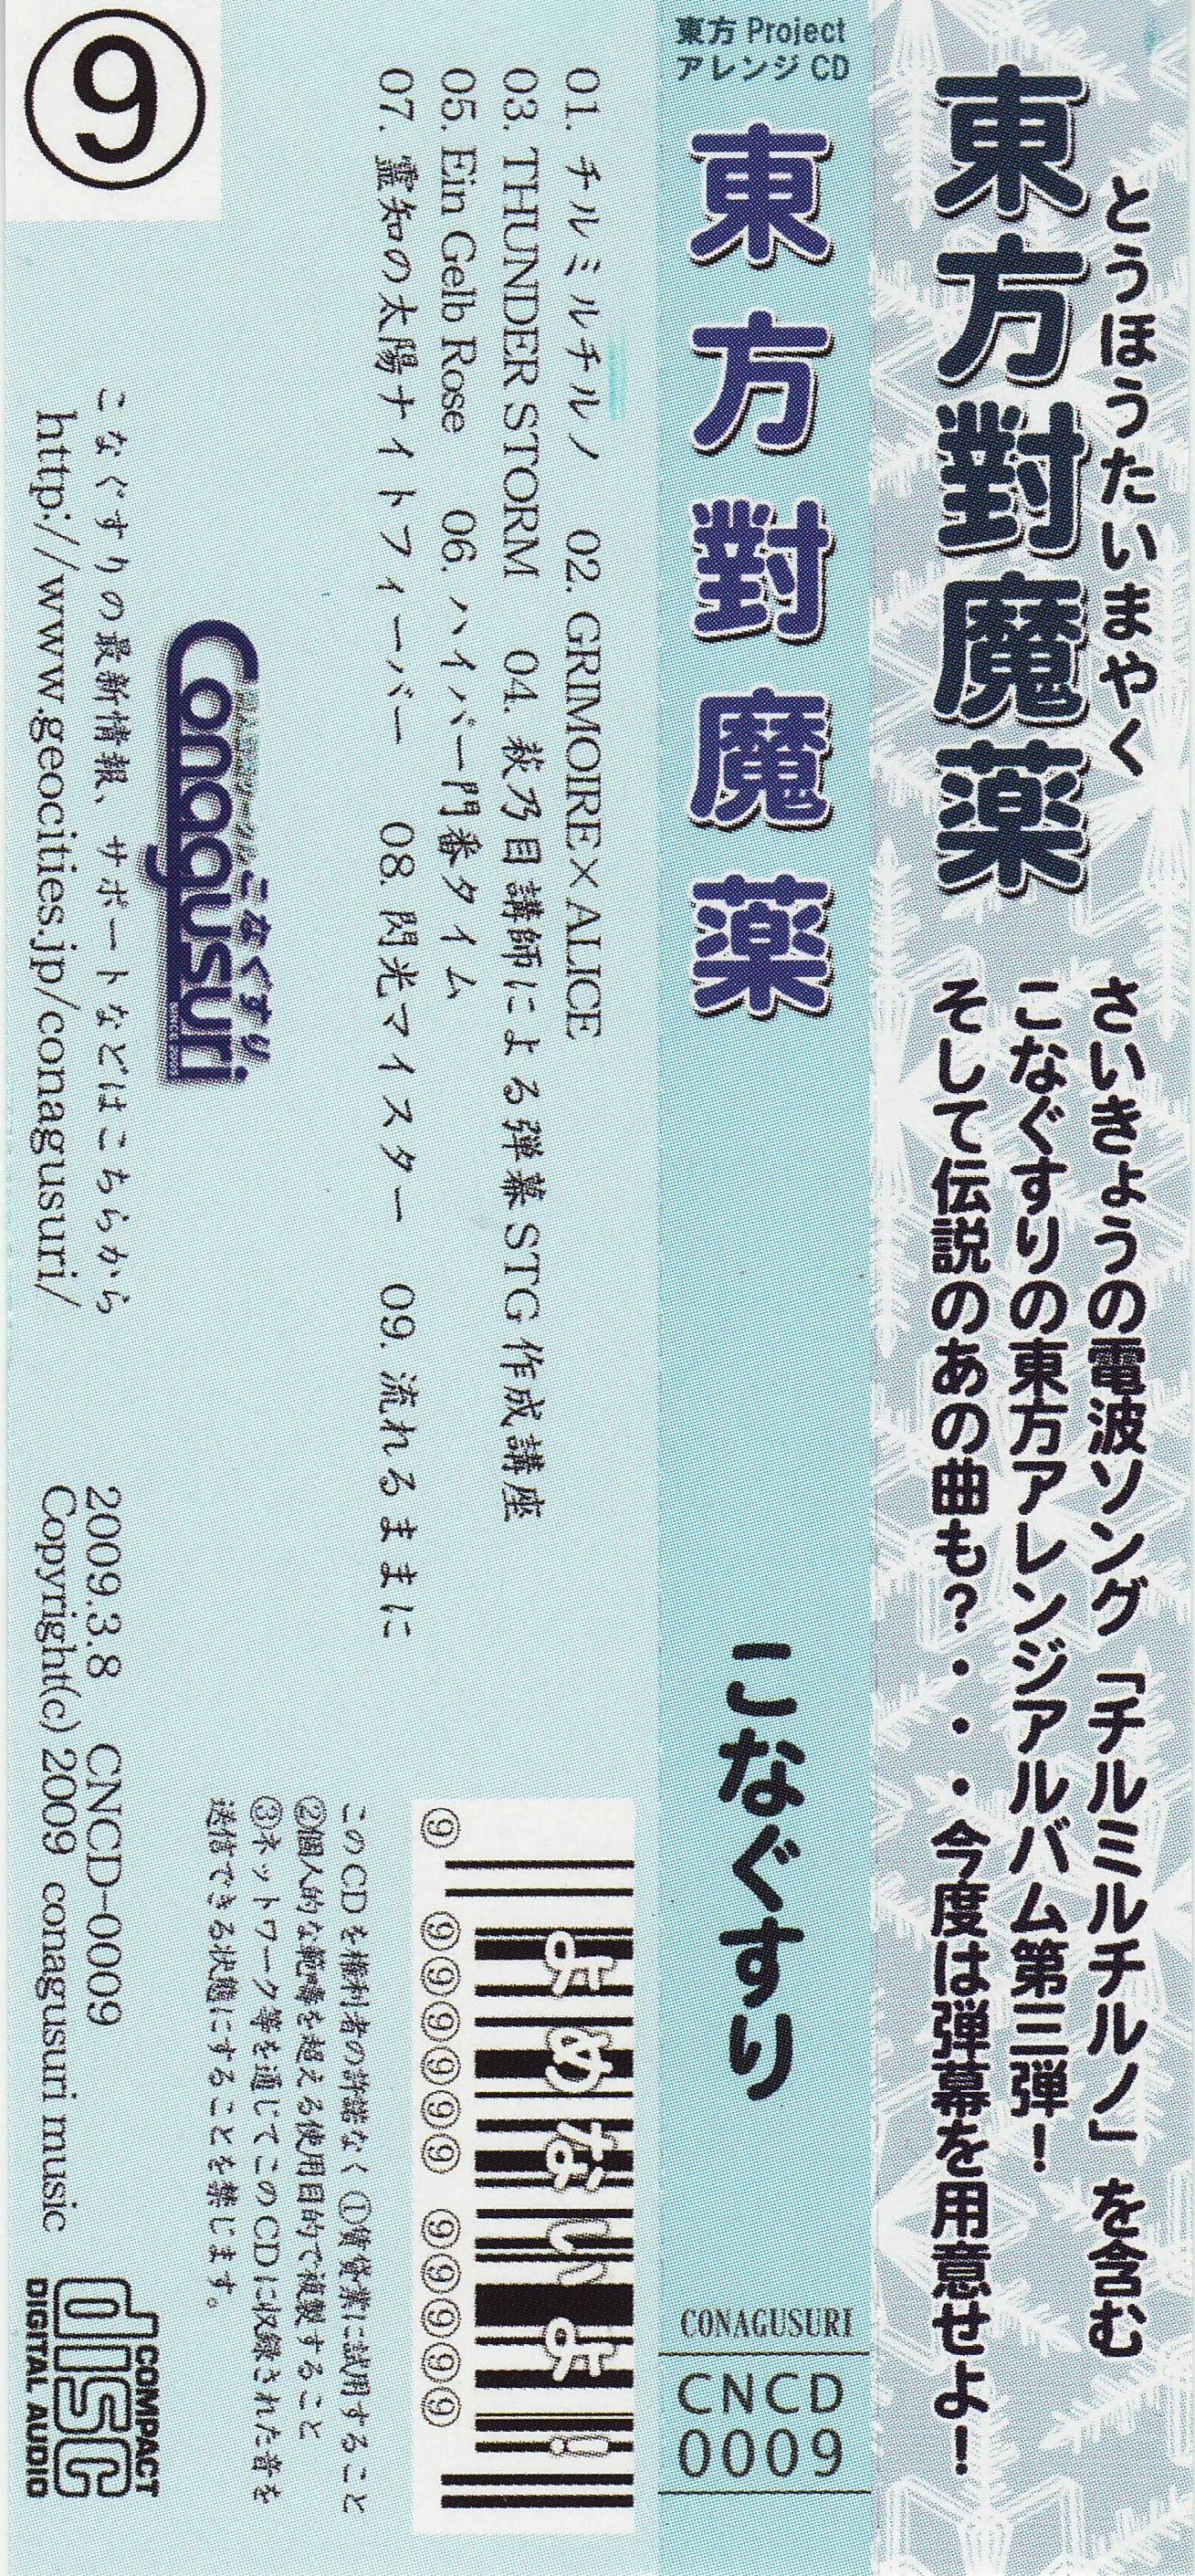 とうほうたいまやく
東方對魔薬
さいきょうの電波ソング「チルミルチルノ」を含む
こなぐすりの東方アレンジアルバム第三弾！
そして伝説のあの曲も？・・・今度は弾幕を用意せよ！
東方 Project
アレンジ CD
東方對魔薬
こなぐすり
CONAGUSURI
CNCD
0009
01. チルミルチルノ　02. GRIMOIRE×ALICE
03. THUNDER STORM　04. 萩乃目講師による弾幕 STG 作成講座
05. Ein Gelb Rose　06. ハイパー門番タイム
07. 霊知の太陽ナイトフィーバー　08. 閃光マイスター　09. 流れるままに
よめないよ！
⑨ ⑨⑨⑨⑨⑨⑨ ⑨⑨⑨⑨⑨
このCDを権利者の許諾なく①賃貸業に試用すること
②個人的な範疇を超える使用目的で複製すること
③ネットワーク等を通じてこのCDに収録された音を
送信できる状態にすることを禁じます。
こなぐすり
Conagusuri
こなぐすりの最新情報、サポートなどはこちらから
http://www.geocities.jp/conagusuri/
2009.3.8　CNCD-0009
Copyright(c) 2009 conagusuri music
COMPACT
disc
DIGITAL AUDIO
⑨